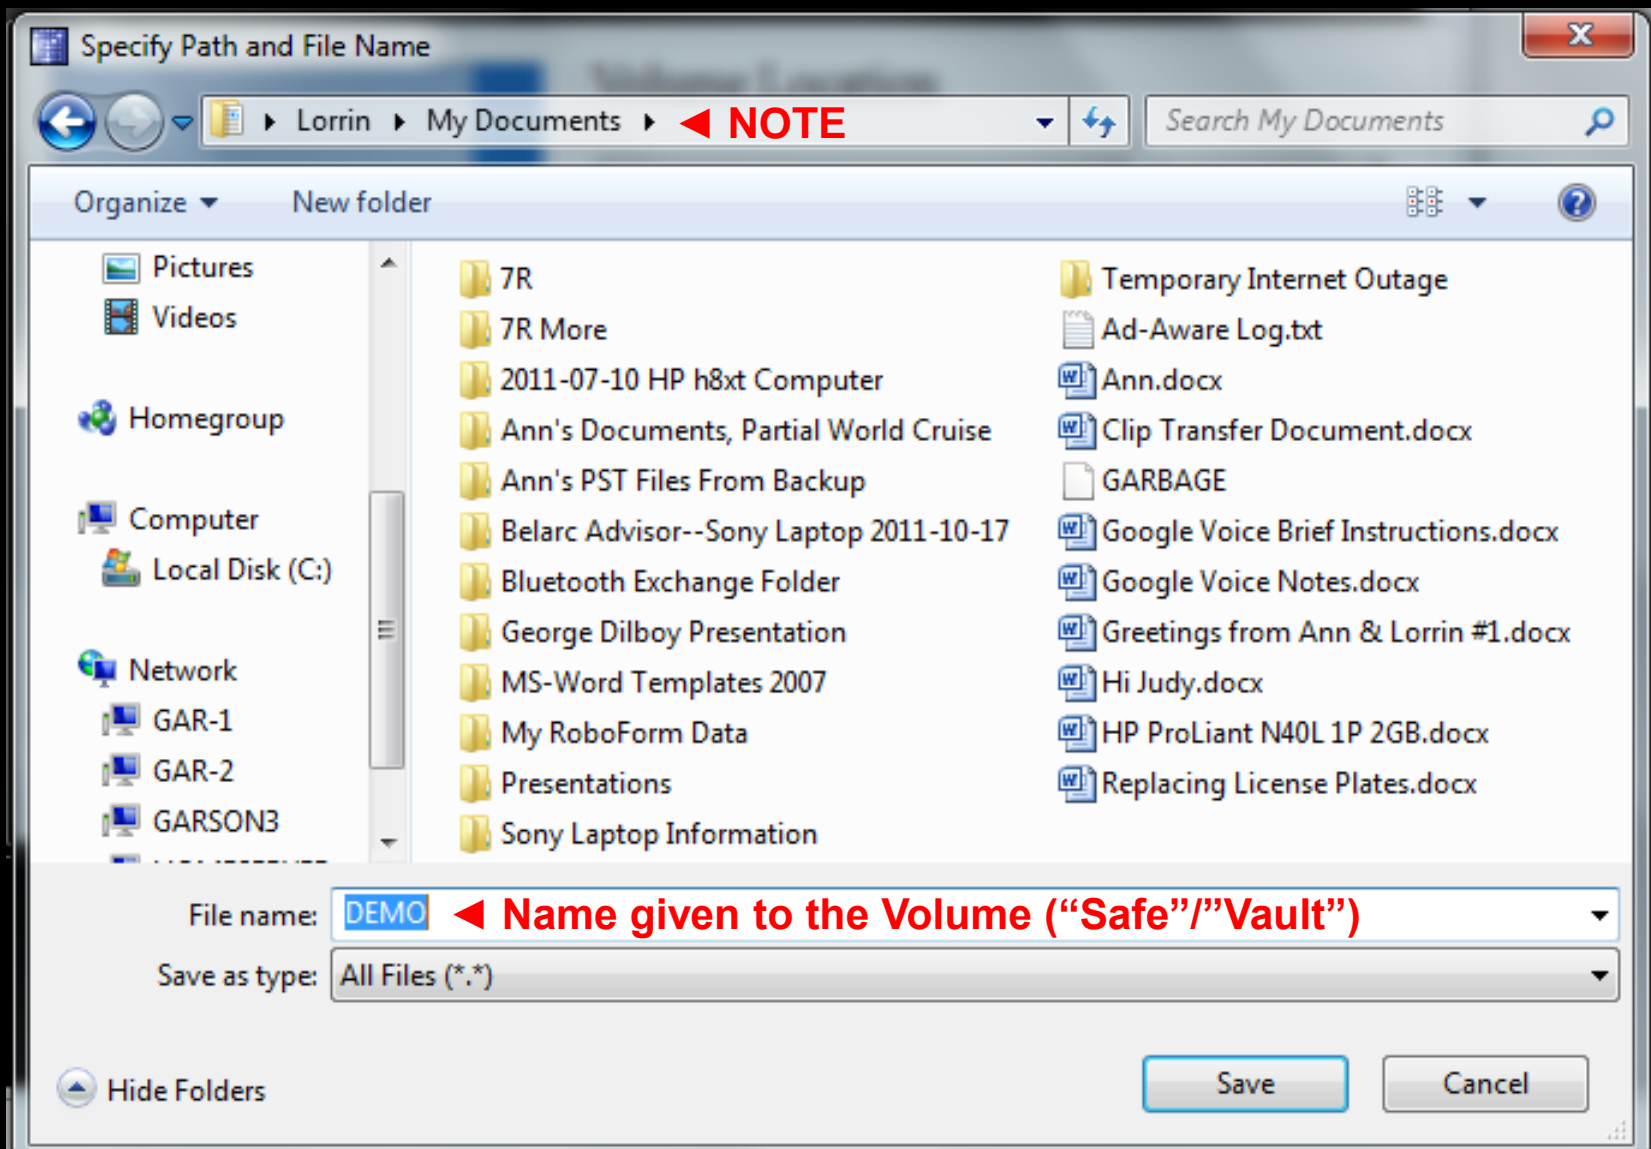 Specify Path and File Name
Volume Location
Lorrin My Documents ◄ NOTE
Search My Documents
Organize New folder
Pictures
Videos
Homegroup
Computer
Local Disk (C:)
Network
GAR-1
GAR-2
GARSON3
7R
7R More
2011-07-10 HP h8xt Computer
Ann's Documents, Partial World Cruise
Ann's PST Files From Backup
Belarc Advisor--Sony Laptop 2011-10-17
Bluetooth Exchange Folder
George Dilboy Presentation
MS-Word Templates 2007
My RoboForm Data
Presentations
Sony Laptop Information
Temporary Internet Outage
Ad-Aware Log.txt
Ann.docx
Clip Transfer Document.docx
GARBAGE
Google Voice Brief Instructions.docx
Google Voice Notes.docx
Greetings from Ann & Lorrin #1.docx
Hi Judy.docx
HP ProLiant N40L 1P 2GB.docx
Replacing License Plates.docx
File name: DEMO ◄ Name given to the Volume (“Safe”/”Vault”)
Save as type: All Files (*.*)
Hide Folders
Save
Cancel